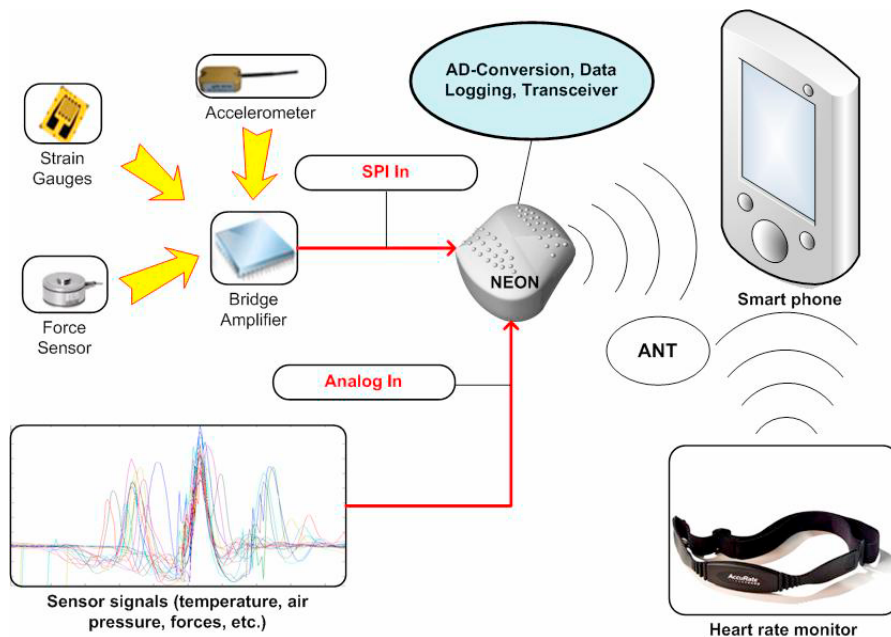 AD-Conversion, Data
Logging, Transceiver
Accelerometer
Strain
Gauges
SPI In
NEON
Bridge
Amplifier
Force
Sensor
Smart phone
ANT
Analog In
Sensor signals (temperature, air
pressure, forces, etc.)
AccuRate
Heart rate monitor